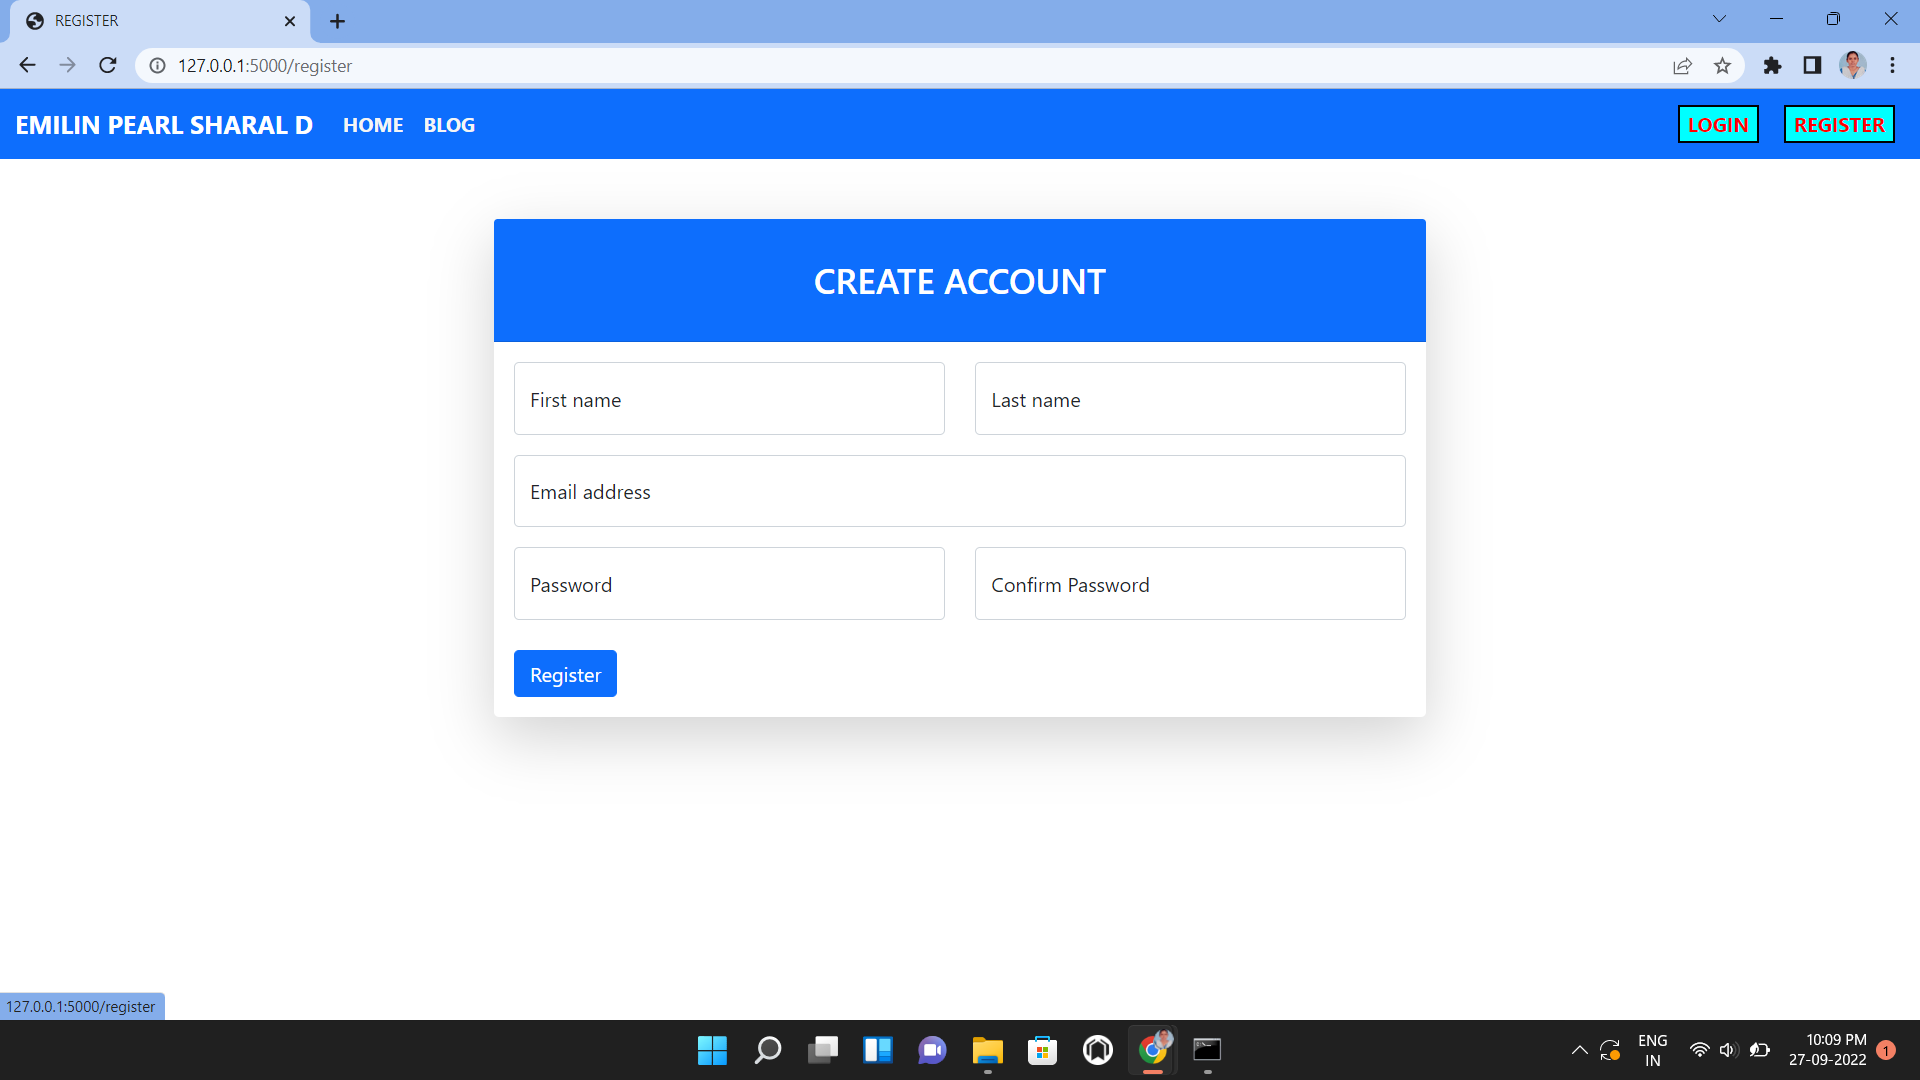 REGISTER
127.0.0.1:5000/register
EMILIN PEARL SHARAL D HOME BLOG LOGIN REGISTER
CREATE ACCOUNT
First name Last name
Email address
Password Confirm Password
Register
127.0.0.1:5000/register
ENG 10:09 PM
IN 27-09-2022 1